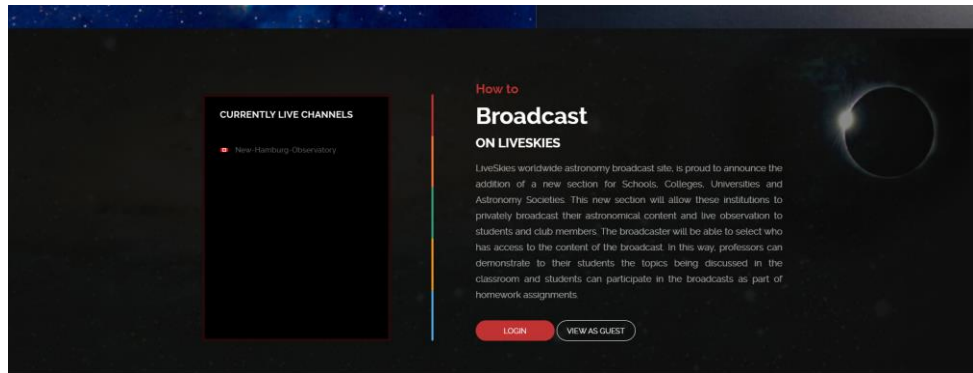 CURRENTLY LIVE CHANNELS
New-Hamburg-Observatory
How to
Broadcast
ON LIVESKIES
LiveSkies worldwide astronomy broadcast site, is proud to announce the
addition of a new section for Schools, Colleges, Universities and
Astronomy Societies. This new section will allow these institutions to
privately broadcast their astronomical content and live observation to
students and club members. The broadcaster will be able to select who
has access to the content of the broadcast. In this way, professors can
demonstrate to their students the topics being discussed in the
classroom and students can participate in the broadcasts as part of
homework assignments.
LOGIN
VIEW AS GUEST